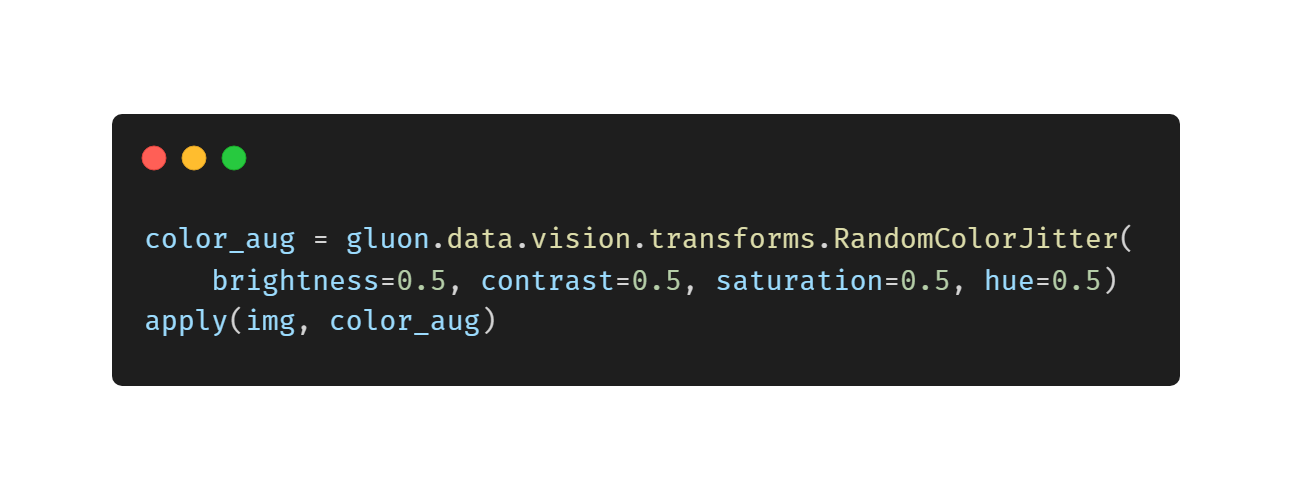 color_aug = gluon.data.vision.transforms.RandomColorJitter(
    brightness=0.5, contrast=0.5, saturation=0.5, hue=0.5)
apply(img, color_aug)